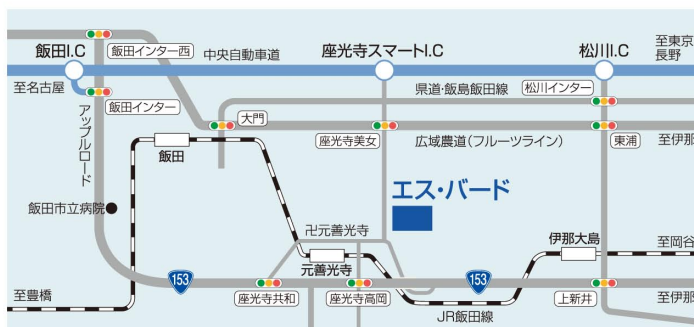 飯田I.C
飯田インター西
中央自動車道
座光寺スマートI.C
松川I.C
至東京
長野
至名古屋
飯田インター
県道・飯島飯田線
松川インター
アップルロード
大門
座光寺美女
広域農道(フルーツライン)
東浦
至伊那
飯田
飯田市立病院
エス・バード
卍元善光寺
元善光寺
伊那大島
至岡谷
至豊橋
153
座光寺共和
座光寺高岡
153
上新井
至伊那
JR飯田線